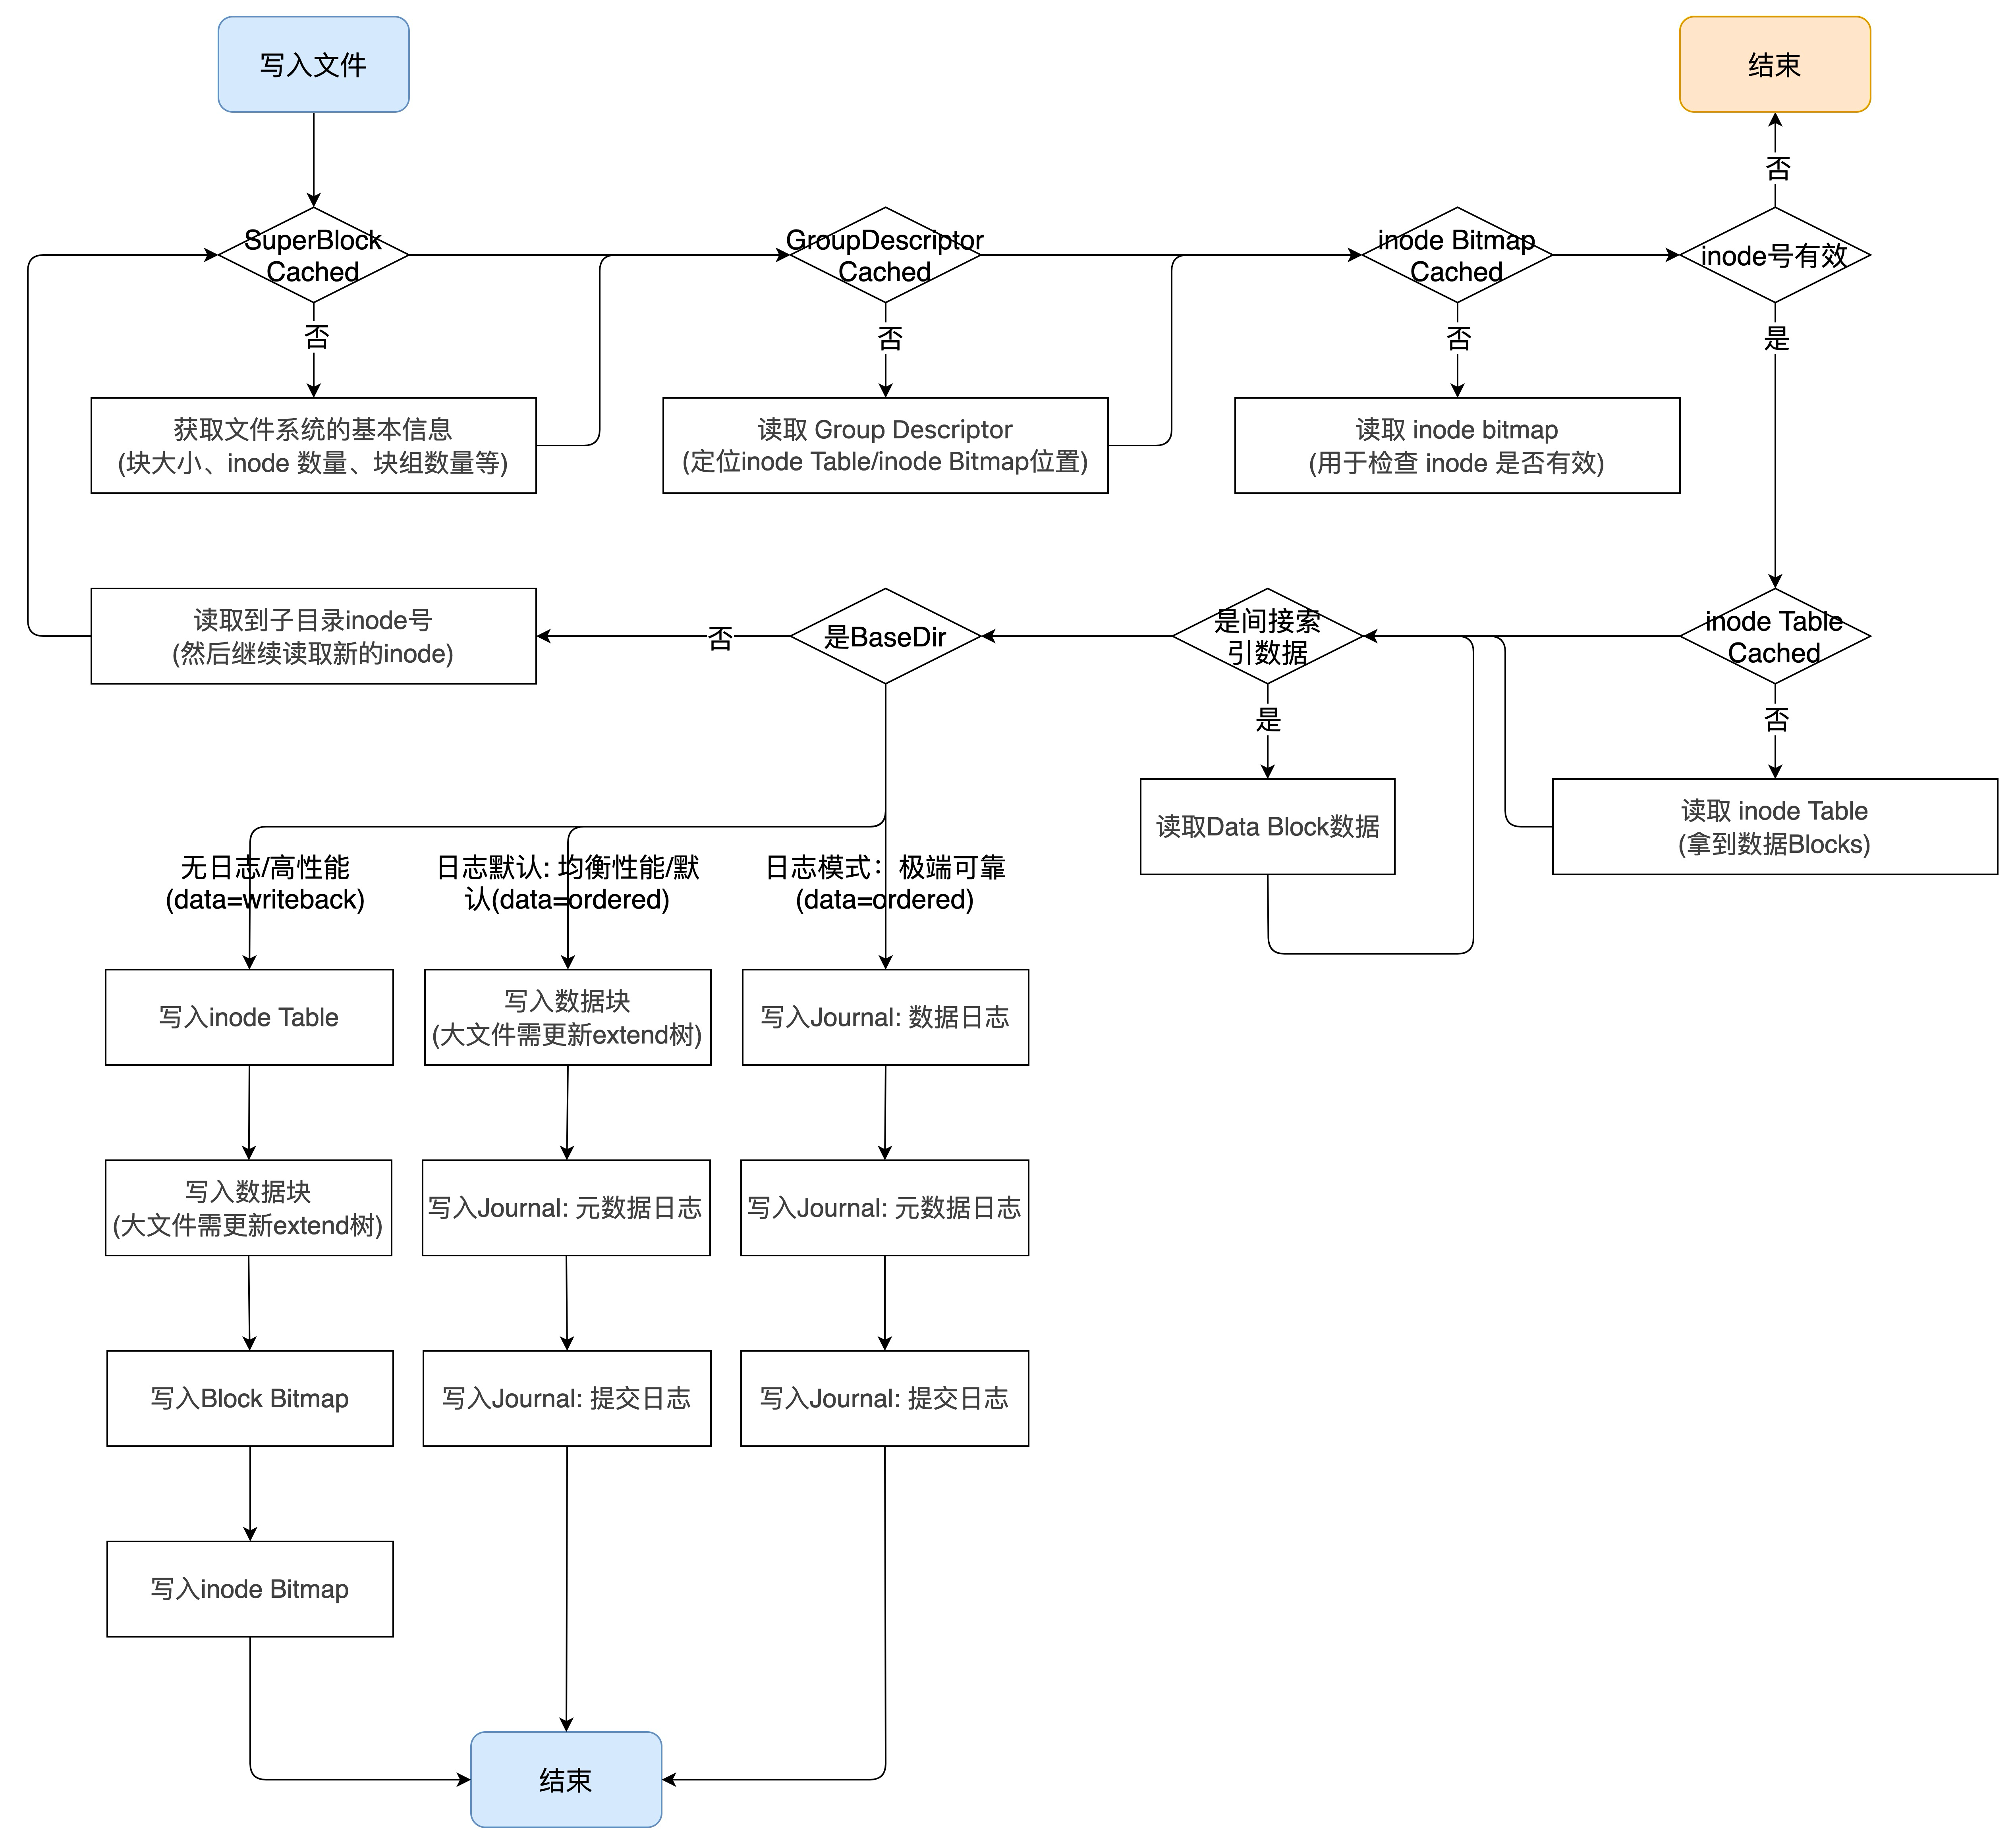 写入文件
结束
否
SuperBlock
Cached
GroupDescriptor
Cached
inode Bitmap
Cached
inode号有效
否
否
否
是
获取文件系统的基本信息
(块大小、inode 数量、块组数量等)
读取 Group Descriptor
(定位inode Table/inode Bitmap位置)
读取 inode bitmap
(用于检查 inode 是否有效)
读取到子目录inode号
(然后继续读取新的inode)
否
是BaseDir
是间接索
引数据
inode Table
Cached
是
否
读取Data Block数据
读取 inode Table
(拿到数据Blocks)
无日志/高性能
(data=writeback)
日志默认: 均衡性能/默
认(data=ordered)
日志模式：极端可靠
(data=ordered)
写入inode Table
写入数据块
(大文件需更新extend树)
写入Journal: 数据日志
写入数据块
(大文件需更新extend树)
写入Journal: 元数据日志
写入Journal: 元数据日志
写入Block Bitmap
写入Journal: 提交日志
写入Journal: 提交日志
写入inode Bitmap
结束